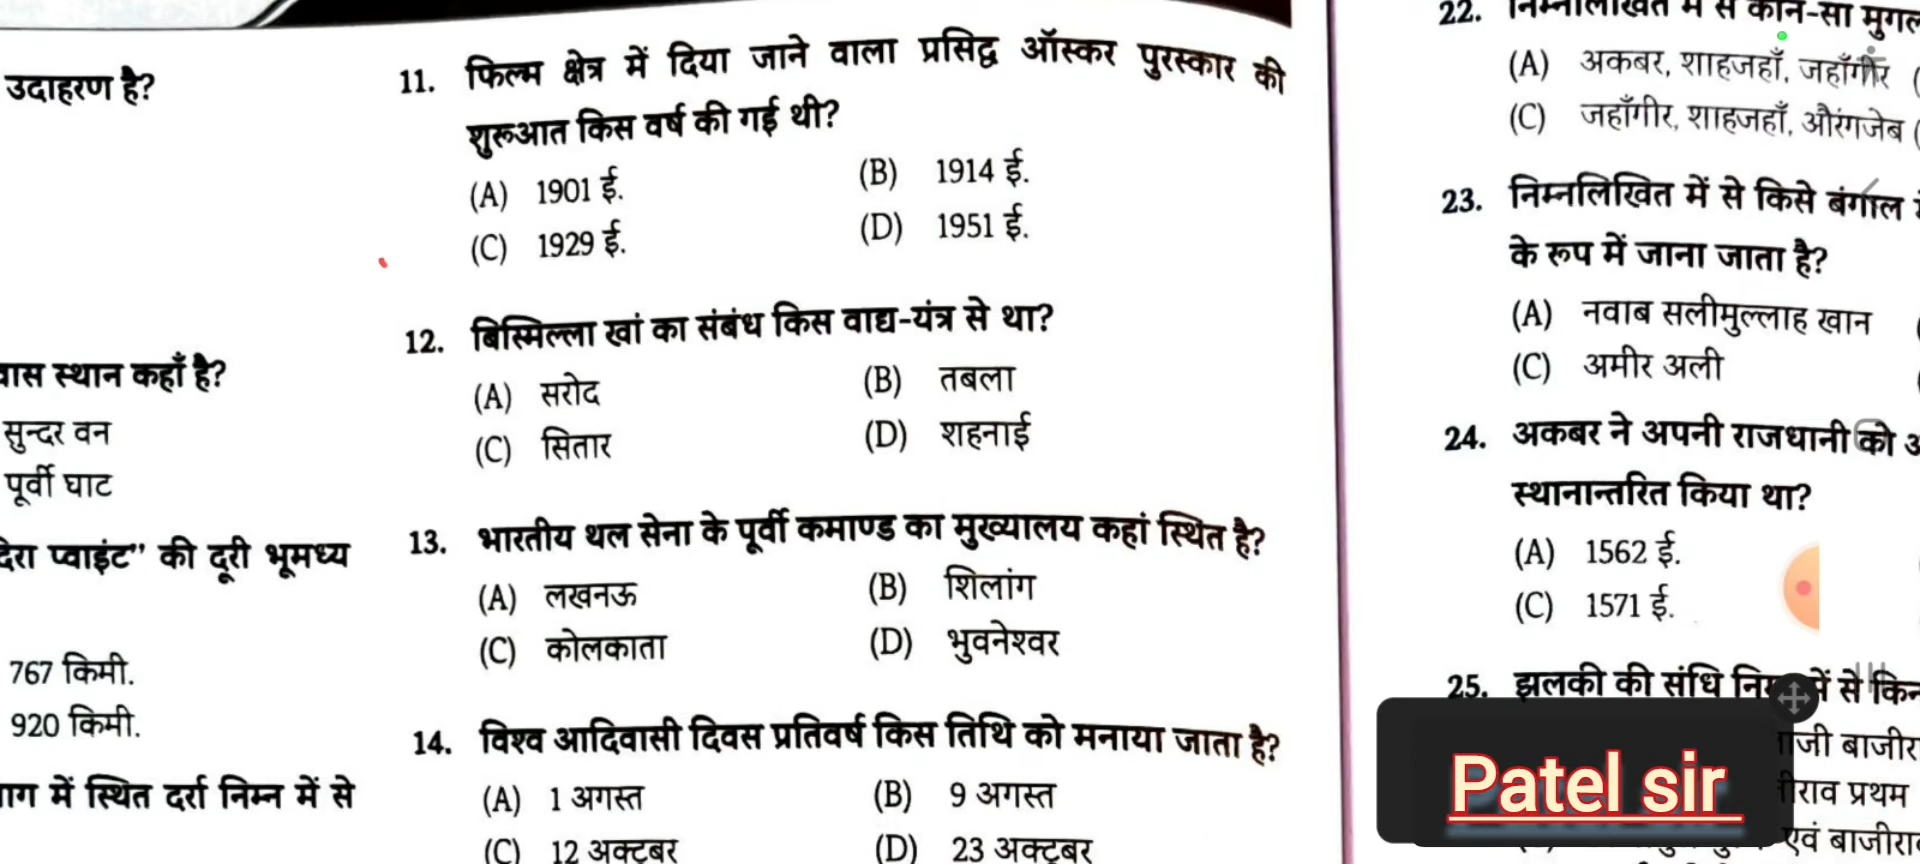 उदाहरण है?
सुन्दर वन
पूर्वी घाट
प्वाइंट" की दूरी भूमध्य
767 किमी.
920 किमी.
में स्थित दर्रा निम्न में से
स्थान कहाँ है?
11. फिल्म क्षेत्र में दिया जाने वाला प्रसिद्ध ऑस्कर पुरस्कार की
शुरूआत किस वर्ष की गई थी?
(A) 1901 ई. (B) 1914 ई.
(C) 1929 ई. (D) 1951 ई.
12. बिस्मिल्ला खां का संबंध किस वाद्य-यंत्र से था?
(A) सरोद (B) तबला
(C) सितार (D) शहनाई
13. भारतीय थल सेना के पूर्वी कमाण्ड का मुख्यालय कहां स्थित है?
(A) लखनऊ (B) शिलांग
(C) कोलकाता (D) भुवनेश्वर
14. विश्व आदिवासी दिवस प्रतिवर्ष किस तिथि को मनाया जाता है?
(A) 1 अगस्त (B) 9 अगस्त
(C) 12 अक्टूबर (D) 23 अक्टूबर
22. निम्नलिखित में से कौन-सा मुगल
(A) अकबर, शाहजहाँ, जहाँगीर
(C) जहाँगीर, शाहजहाँ, औरंगजेब
23. निम्नलिखित में से किसे बंगाल
के रूप में जाना जाता है?
(A) नवाब सलीमुल्लाह खान
(C) अमीर अली
24. अकबर ने अपनी राजधानी को
स्थानान्तरित किया था?
(A) 1562 ई.
(C) 1571 ई.
25. झलकी की संधि में से
बाजीराव
प्रथम
एवं
Patel sir